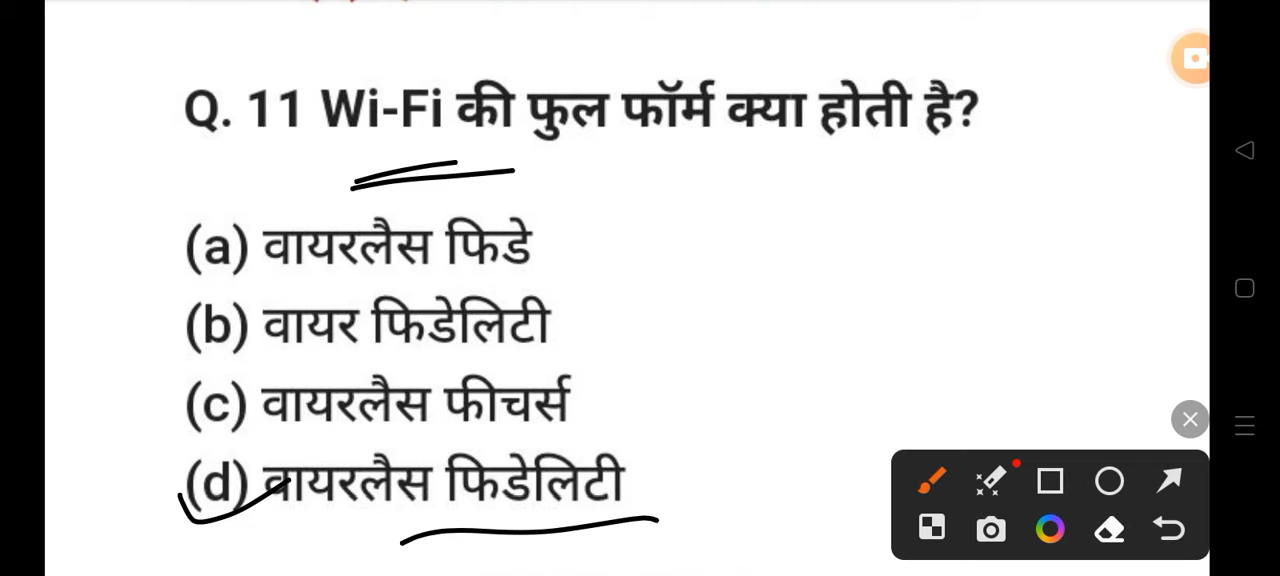 Q. 11 Wi-Fi की फुल फॉर्म क्या होती है?
(a) वायरलैस फिडे
(b) वायर फिडेलिटी
(c) वायरलैस फीचर्स
(d) वायरलैस फिडेलिटी